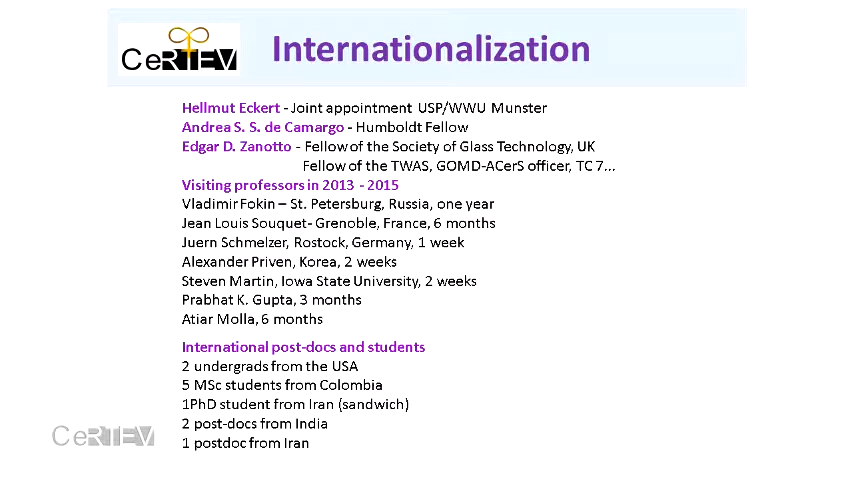 CeRTEV
Internationalization
Hellmut Eckert - Joint appointment USP/WWU Munster
Andrea S. S. de Camargo - Humboldt Fellow
Edgar D. Zanotto - Fellow of the Society of Glass Technology, UK
Fellow of the TWAS, GOMD-ACerS officer, TC 7...
Visiting professors in 2013 - 2015
Vladimir Fokin – St. Petersburg, Russia, one year
Jean Louis Souquet- Grenoble, France, 6 months
Juern Schmelzer, Rostock, Germany, 1 week
Alexander Priven, Korea, 2 weeks
Steven Martin, Iowa State University, 2 weeks
Prabhat K. Gupta, 3 months
Atiar Molla, 6 months
International post-docs and students
2 undergrads from the USA
5 MSc students from Colombia
1PhD student from Iran (sandwich)
2 post-docs from India
1 postdoc from Iran
CeRTEV